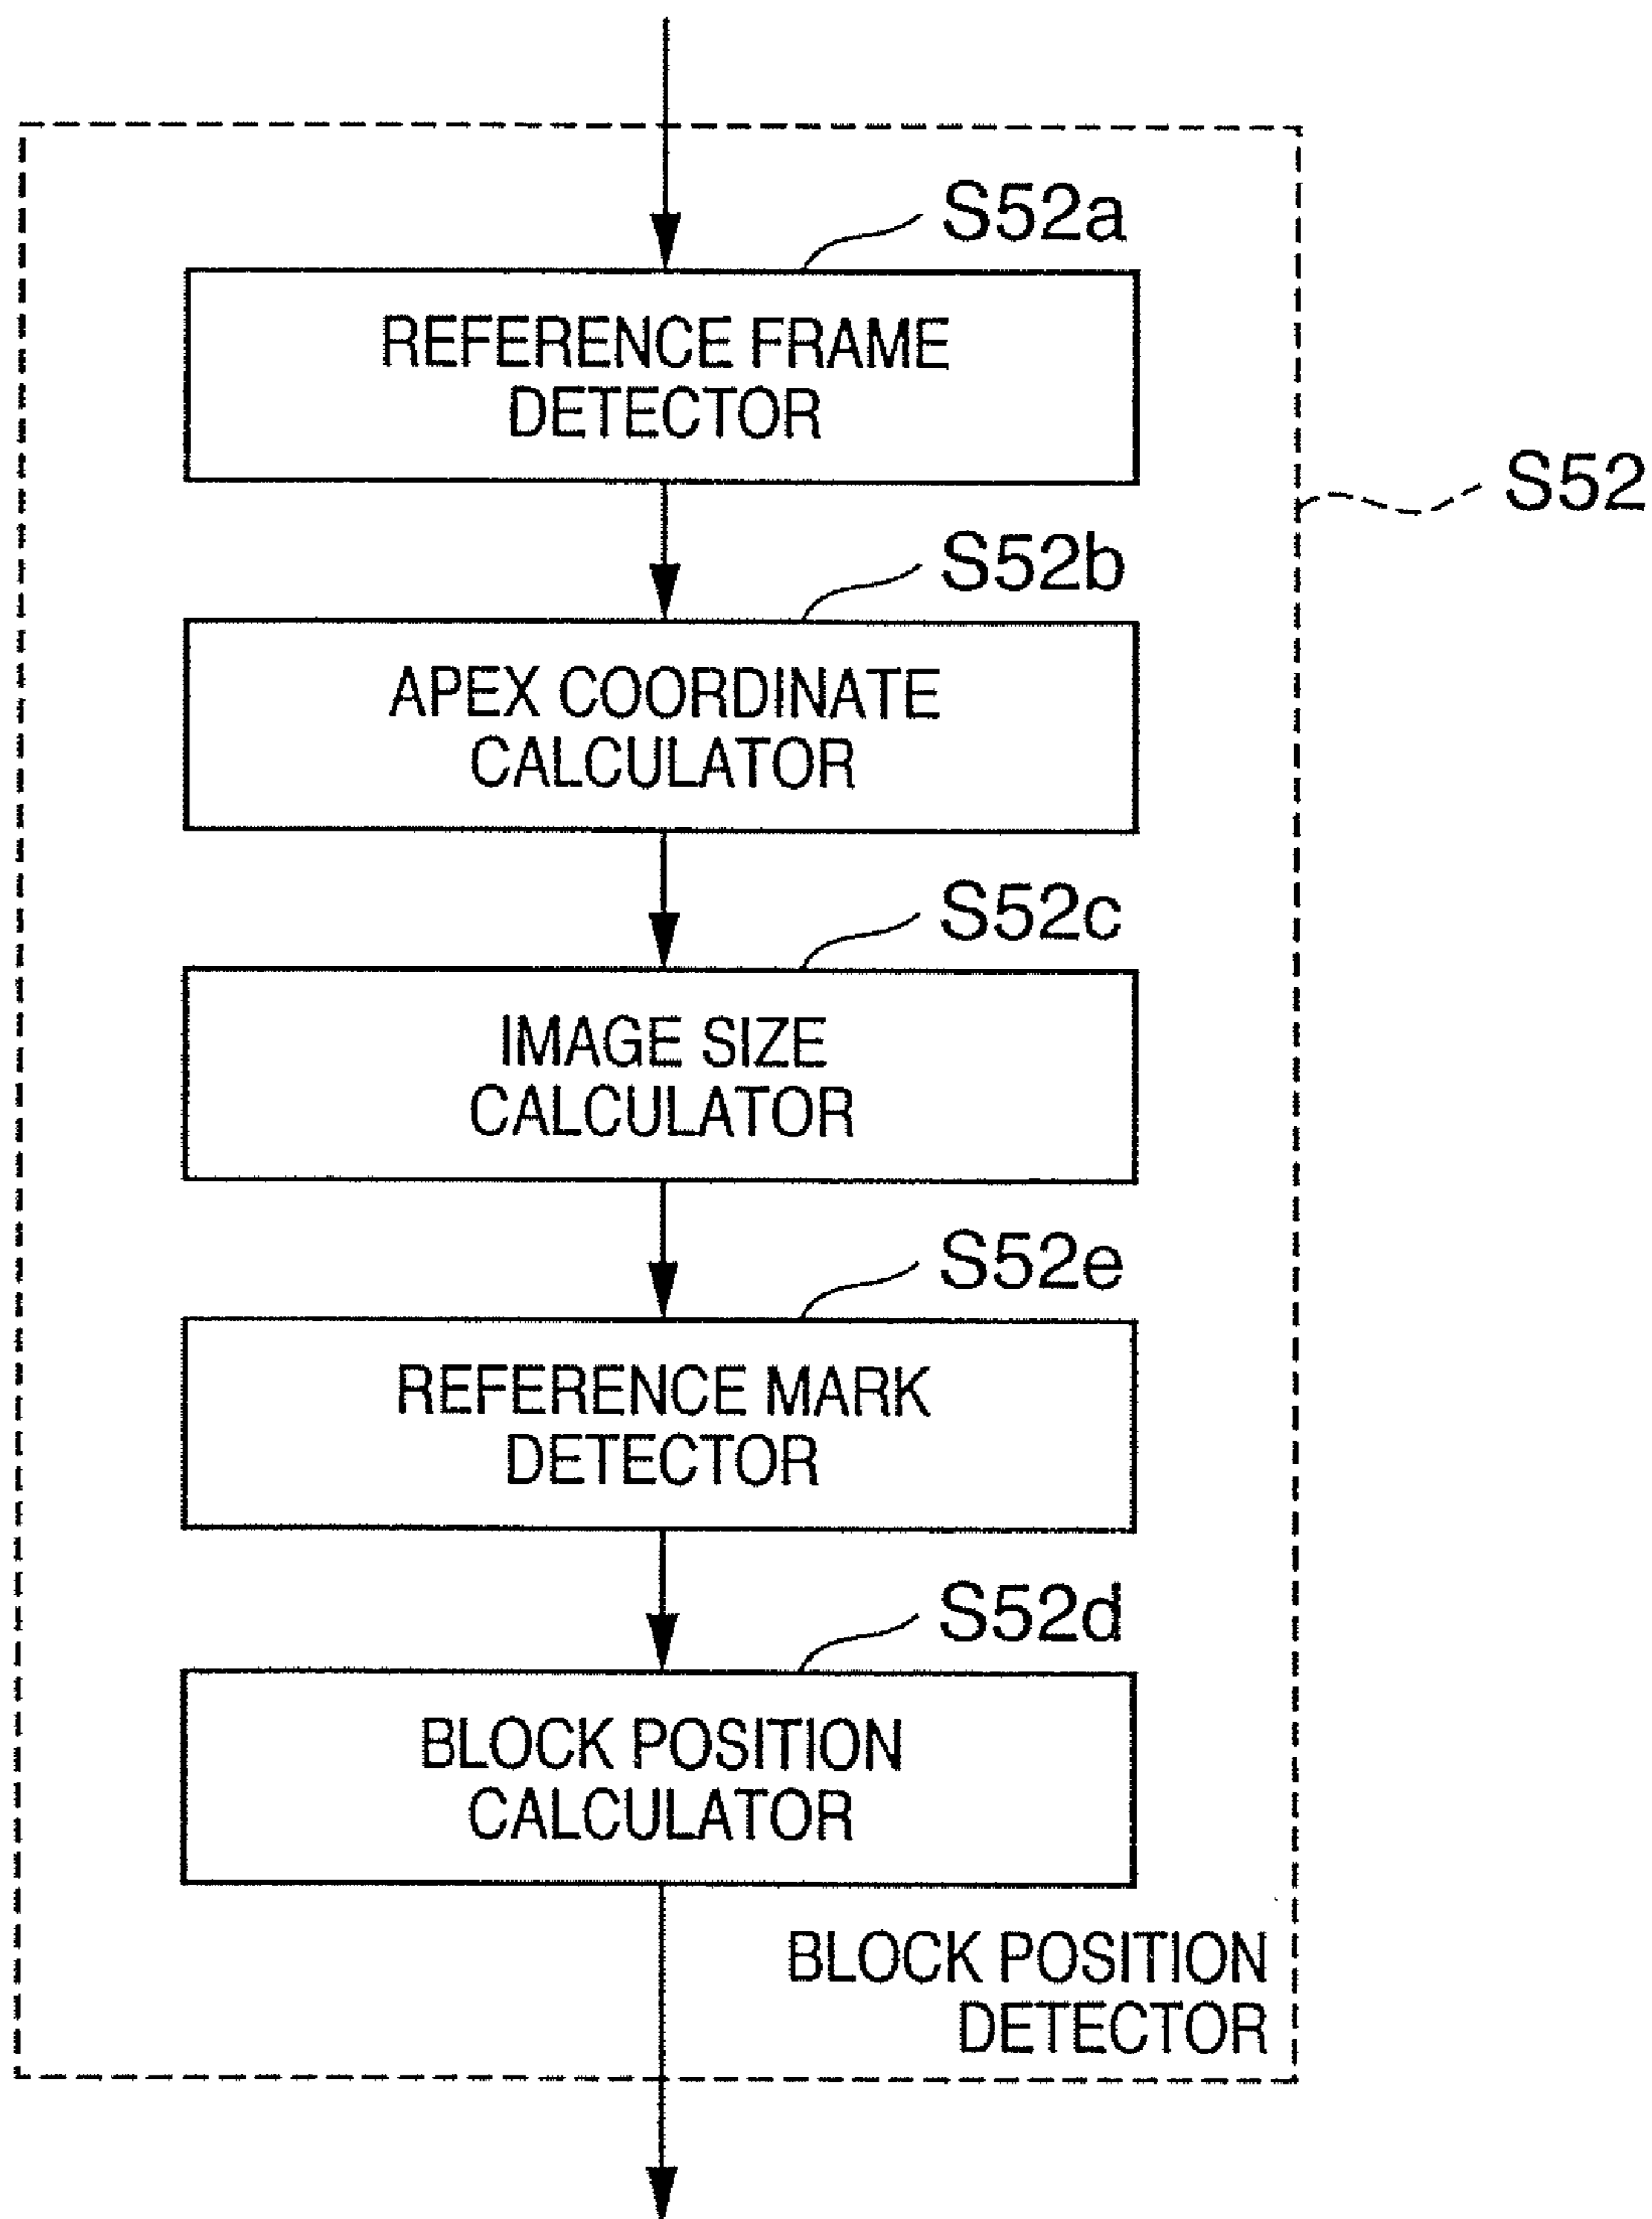 S52a
REFERENCE FRAME
DETECTOR
S52
S52b
APEX COORDINATE
CALCULATOR
S52c
IMAGE SIZE
CALCULATOR
S52e
REFERENCE MARK
DETECTOR
S52d
BLOCK POSITION
CALCULATOR
BLOCK POSITION
DETECTOR